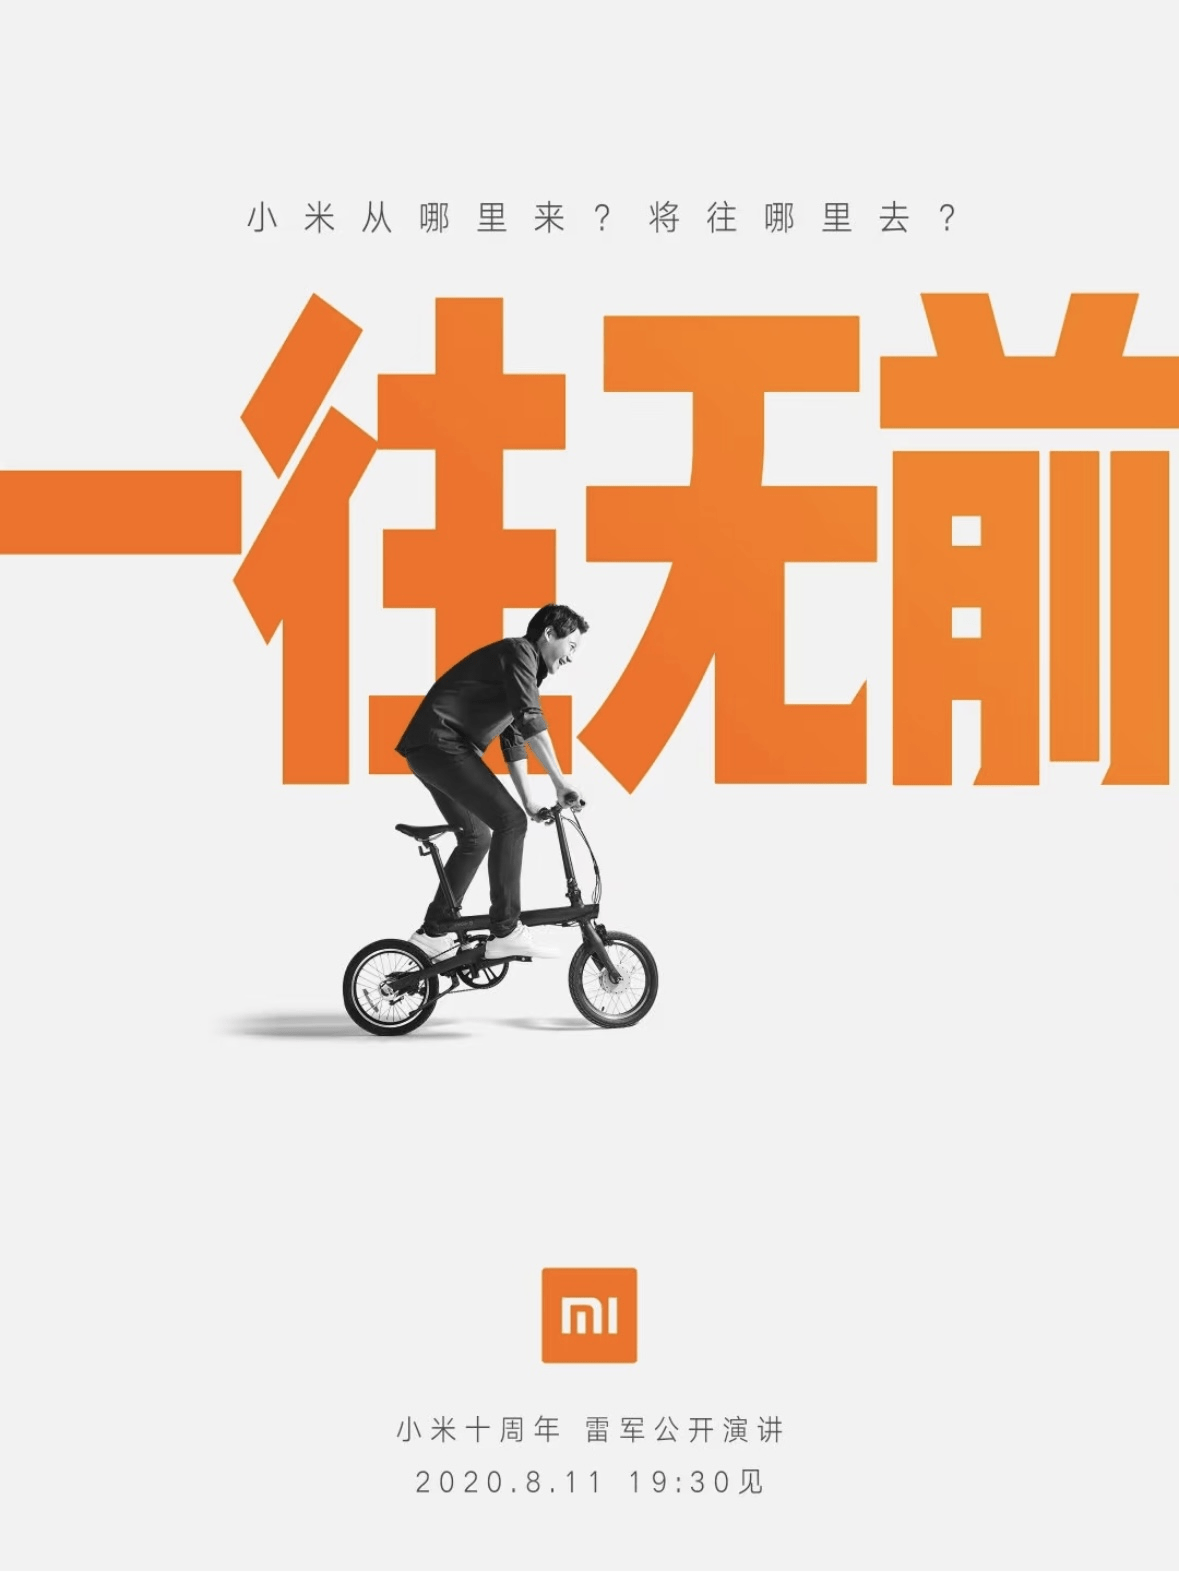 小米从哪里来？将往哪里去？
一往无前
mi
小米十周年 雷军公开演讲
2020.8.11 19:30见